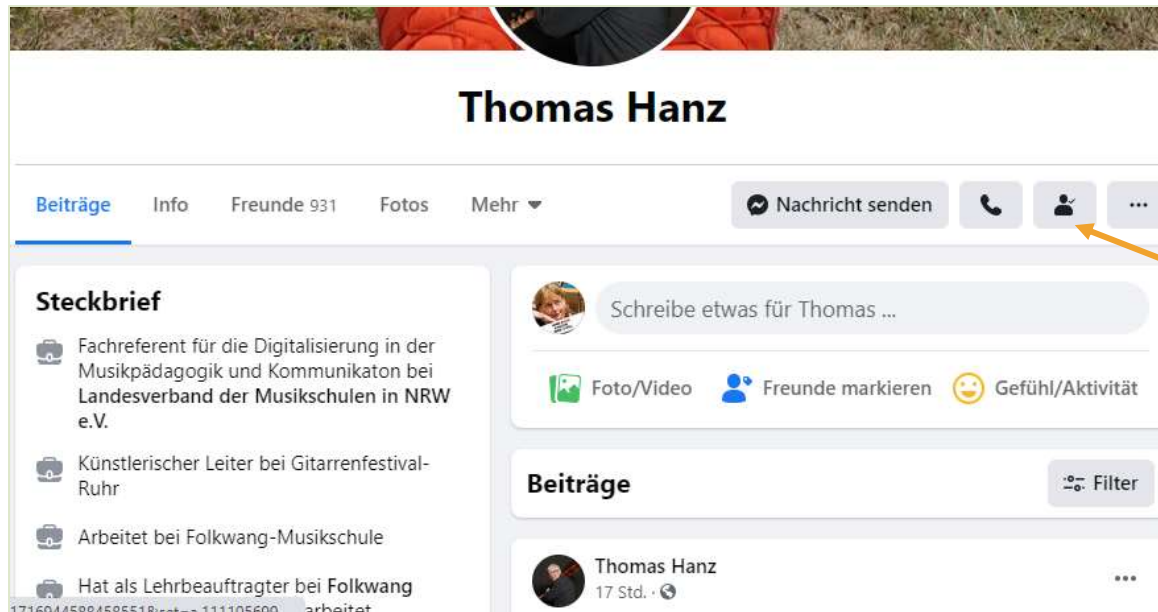 Thomas Hanz
Beiträge Info Freunde 931 Fotos Mehr Nachricht senden ...
Steckbrief
Fachreferent für die Digitalisierung in der
Musikpädagogik und Kommunikaton bei
Landesverband der Musikschulen in NRW
e.V.
Künstlerischer Leiter bei Gitarrenfestival-
Ruhr
Arbeitet bei Folkwang-Musikschule
Hat als Lehrbeauftragter bei Folkwang
Schreibe etwas für Thomas ...
Foto/Video Freunde markieren Gefühl/Aktivität
Beiträge Filter
Thomas Hanz ...
17 Std. ·